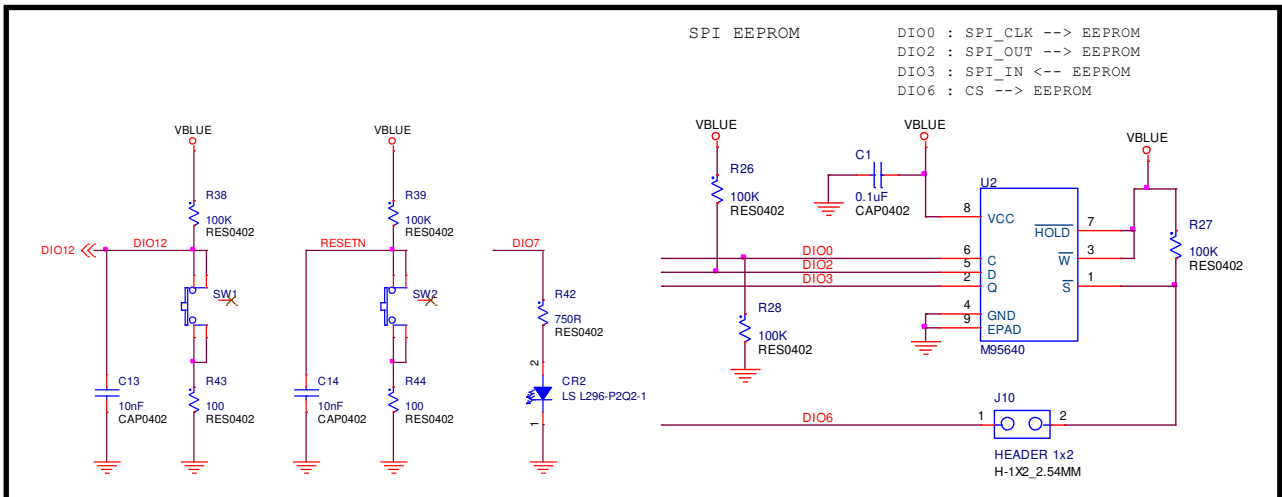 SPI EEPROM
DIO0 : SPI_CLK --> EEPROM
DIO2 : SPI_OUT --> EEPROM
DIO3 : SPI_IN <-- EEPROM
DIO6 : CS --> EEPROM
VBLUE
R38
100K
RES0402
DIO12
DIO12
SW1
C13
10nF
CAP0402
R43
100
RES0402
VBLUE
R39
100K
RES0402
RESETN
SW2
C14
10nF
CAP0402
R44
100
RES0402
DIO7
R42
750R
RES0402
2
CR2
LS L296-P2Q2-1
1
VBLUE
R26
100K
RES0402
VBLUE
C1
0.1uF
CAP0402
VBLUE
U2
8 VCC
HOLD 7
R27
100K
RES0402
DIO0 6 C
W 3
DIO2 5 D
DIO3 2 Q
S 1
4 GND
9 EPAD
M95640
R28
100K
RES0402
DIO6
J10
1 2
HEADER 1x2
H-1X2_2.54MM